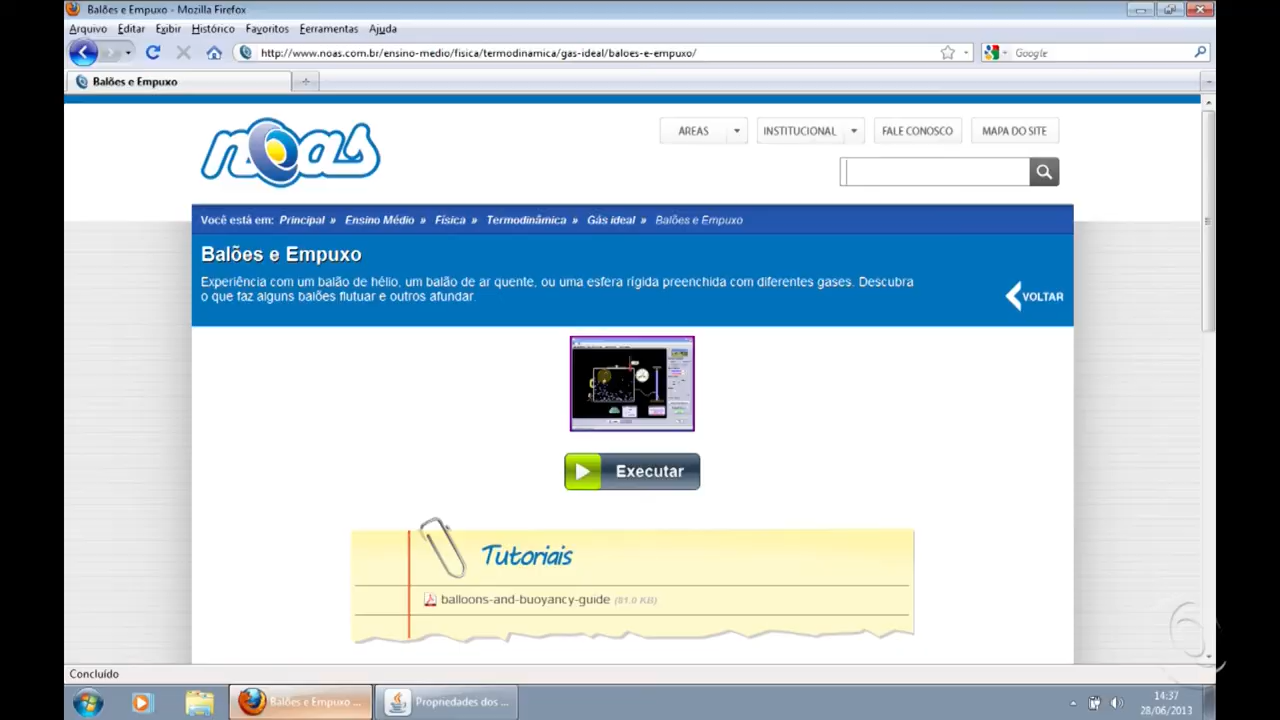 Balões e Empuxo - Mozilla Firefox
Arquivo Editar Exibir Histórico Favoritos Ferramentas Ajuda
http://www.noas.com.br/ensino-medio/fisica/termodinamica/gas-ideal/baloes-e-empuxo/
Google
Balões e Empuxo
noas
AREAS INSTITUCIONAL FALE CONOSCO MAPA DO SITE
Você está em: Principal » Ensino Médio » Física » Termodinâmica » Gás ideal » Balões e Empuxo
Balões e Empuxo
Experiência com um balão de hélio, um balão de ar quente, ou uma esfera rígida preenchida com diferentes gases. Descubra
o que faz alguns balões flutuar e outros afundar.
VOLTAR
Executar
Tutoriais
balloons-and-buoyancy-guide (81.0 KB)
Concluído
Balões e Empuxo ...
Propriedades dos ...
14:37
28/06/2013